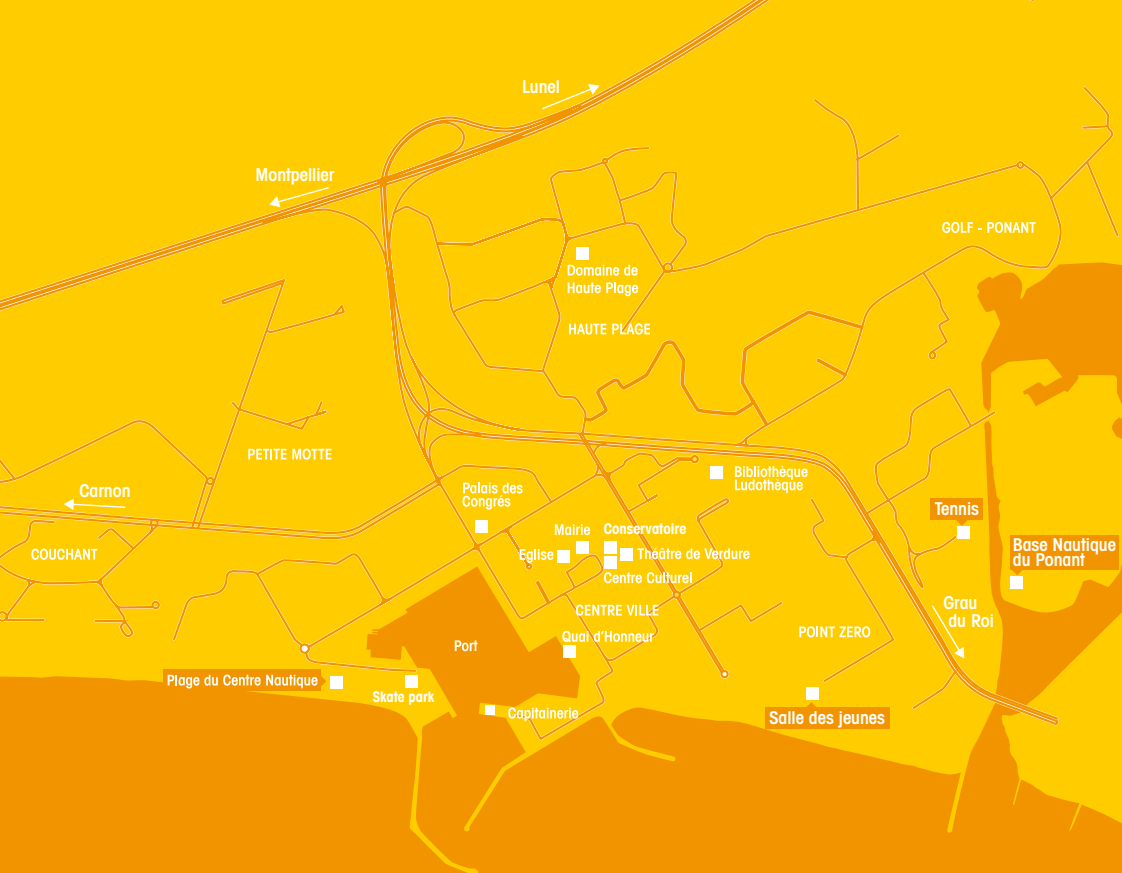 Lunel
Montpellier
GOLF - PONANT
Domaine de
Haute Plage
HAUTE PLAGE
PETITE MOTTE
Bibliothèque
Ludothèque
Carnon
Palais des
Congrés
Tennis
Mairie
Conservatoire
COUCHANT
Eglise
Théâtre de Verdure
Base Nautique
du Ponant
Centre Culturel
CENTRE VILLE
Grau
du Roi
POINT ZERO
Quai d'Honneur
Port
Plage du Centre Nautique
Skate park
Capitainerie
Salle des jeunes